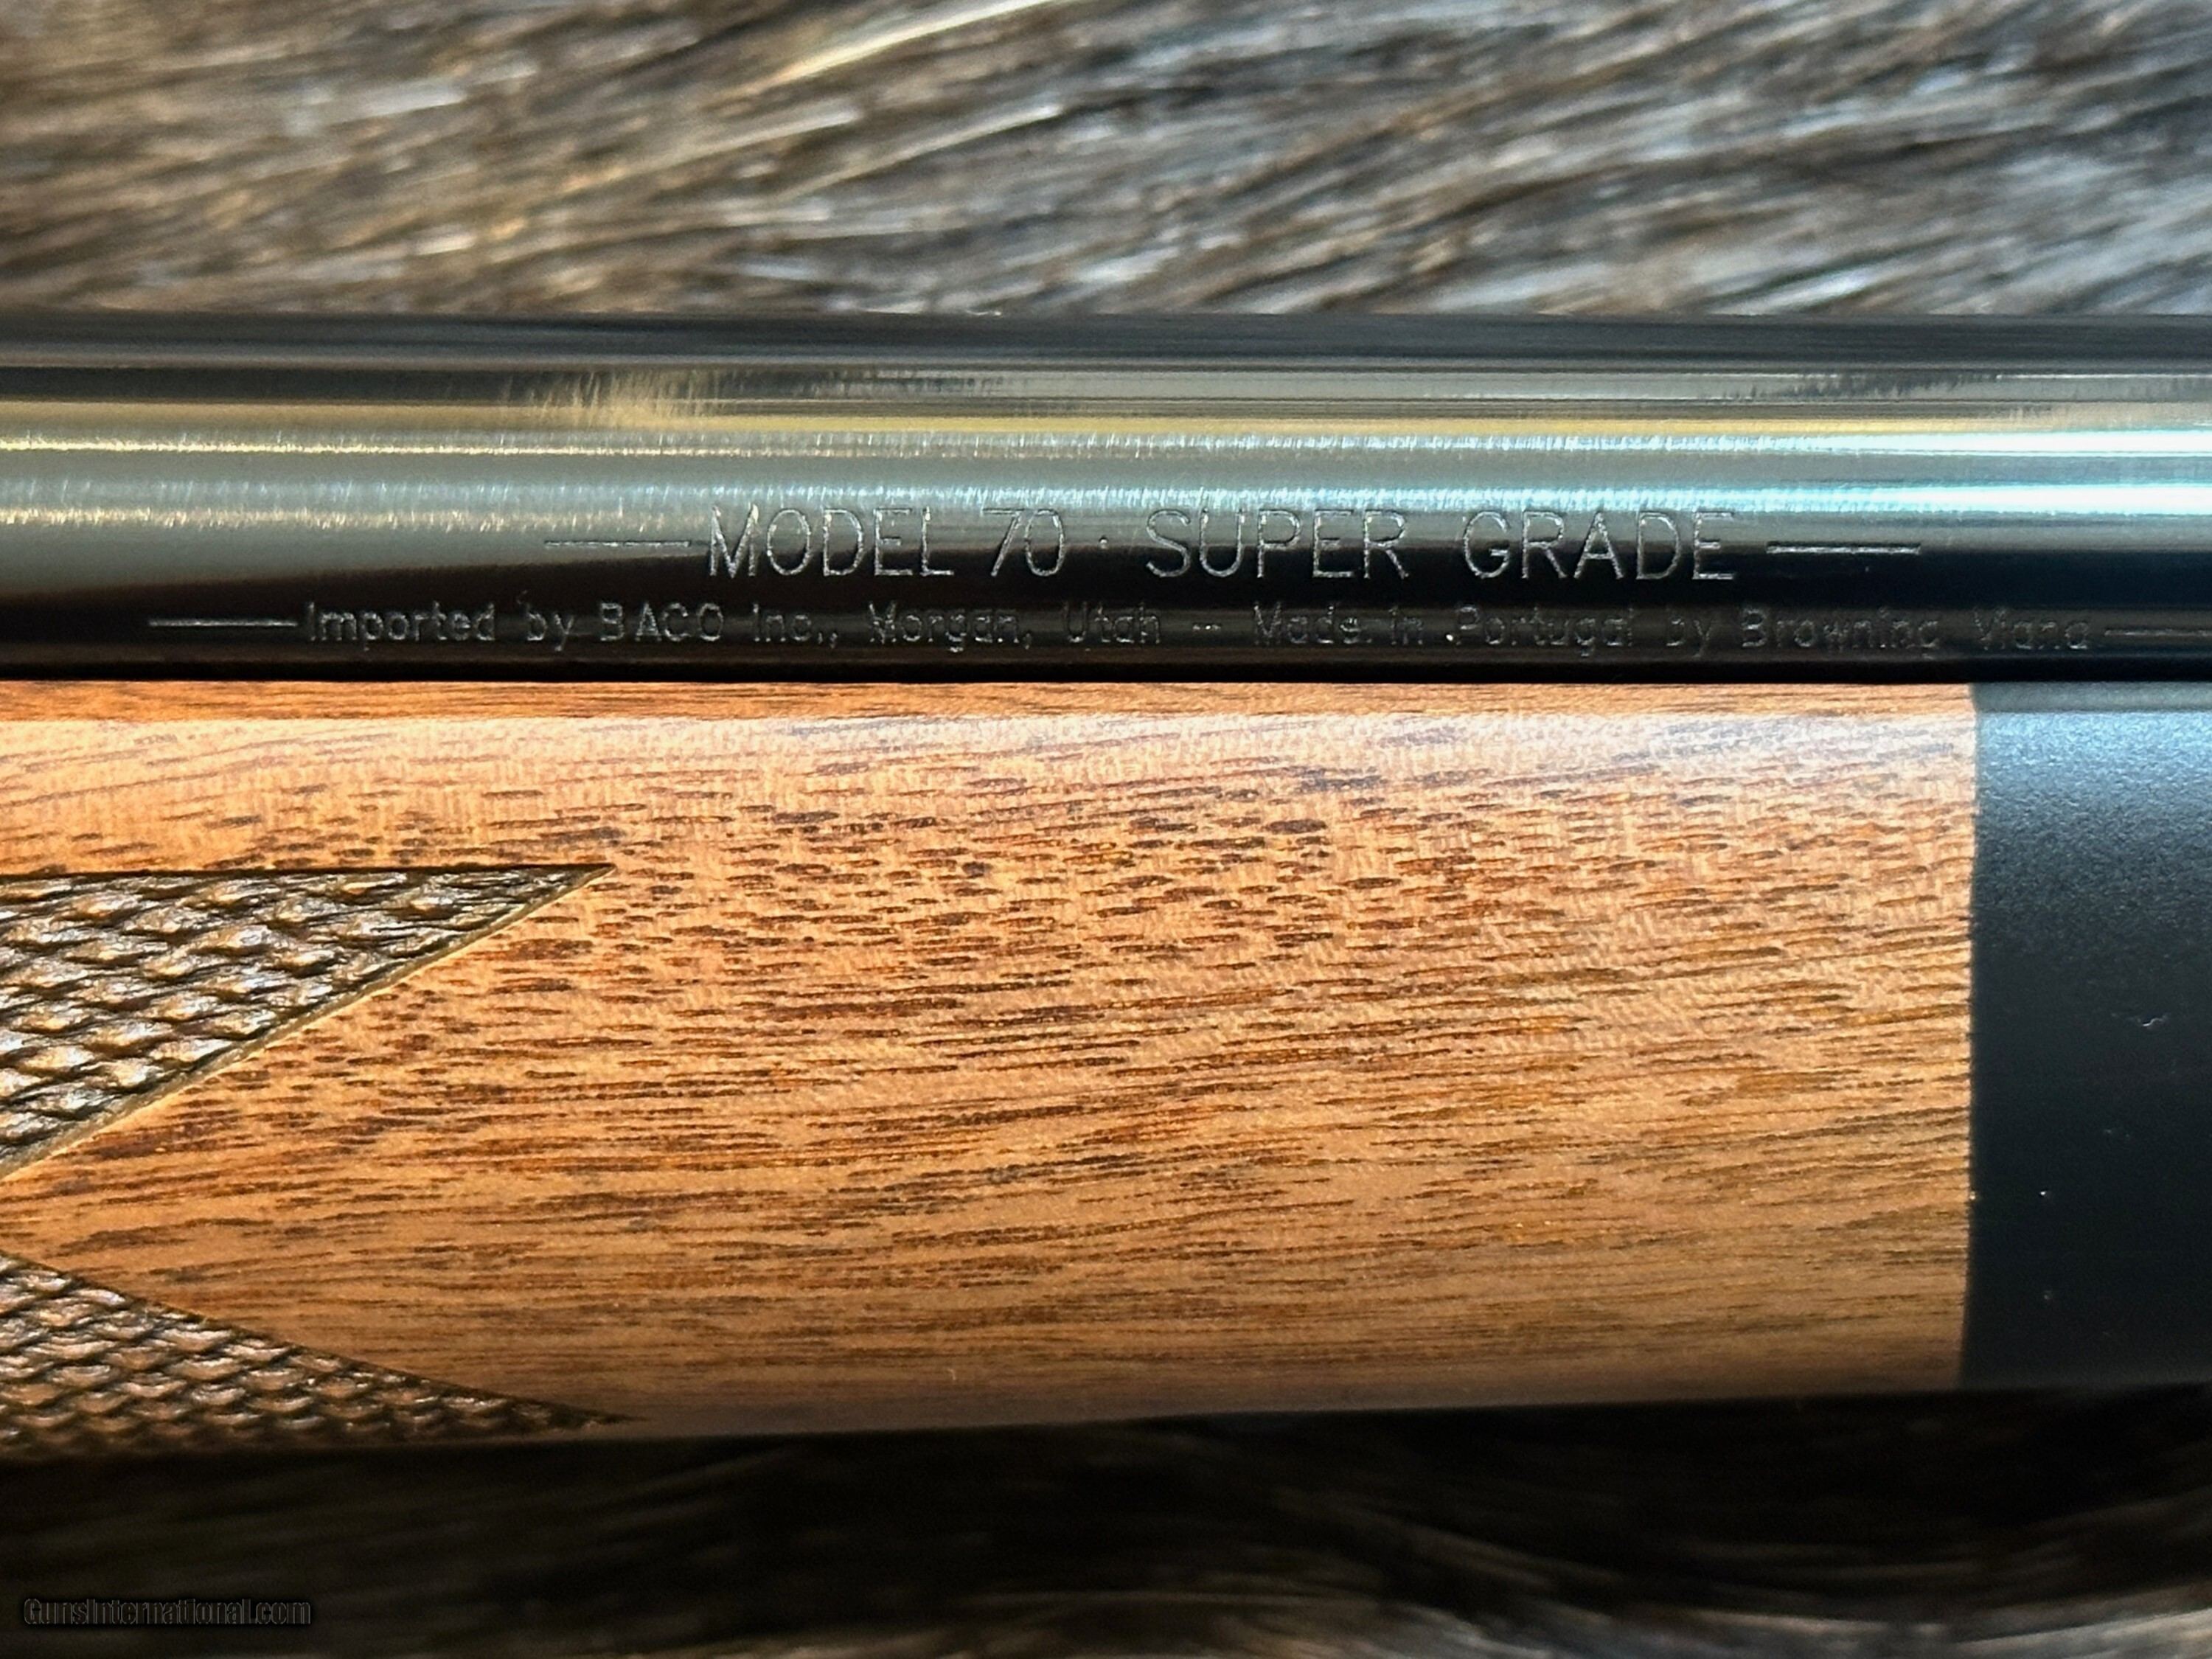 MODEL 70 · SUPER GRADE
Imported by BACO Inc., Morgan, Utah -- Made in Portugal by Browning Viana
GunsInternational.com